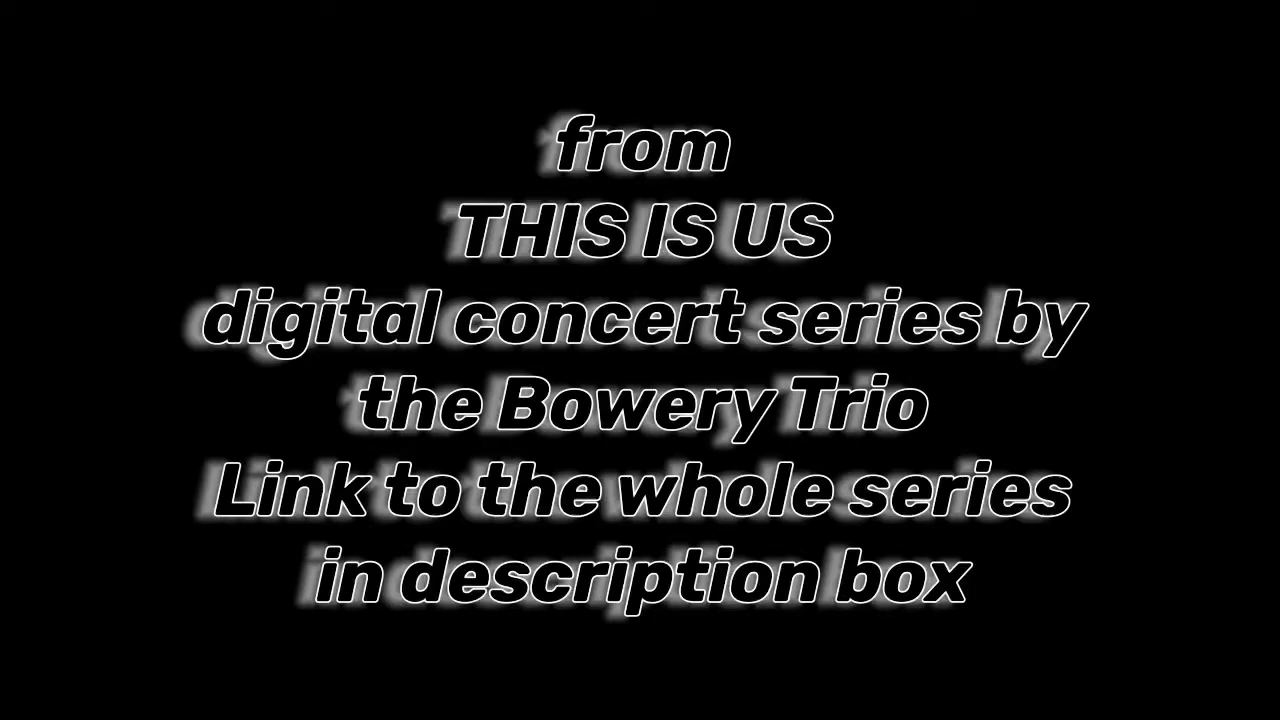 from
THIS IS US
digital concert series by
the Bowery Trio
Link to the whole series
in description box